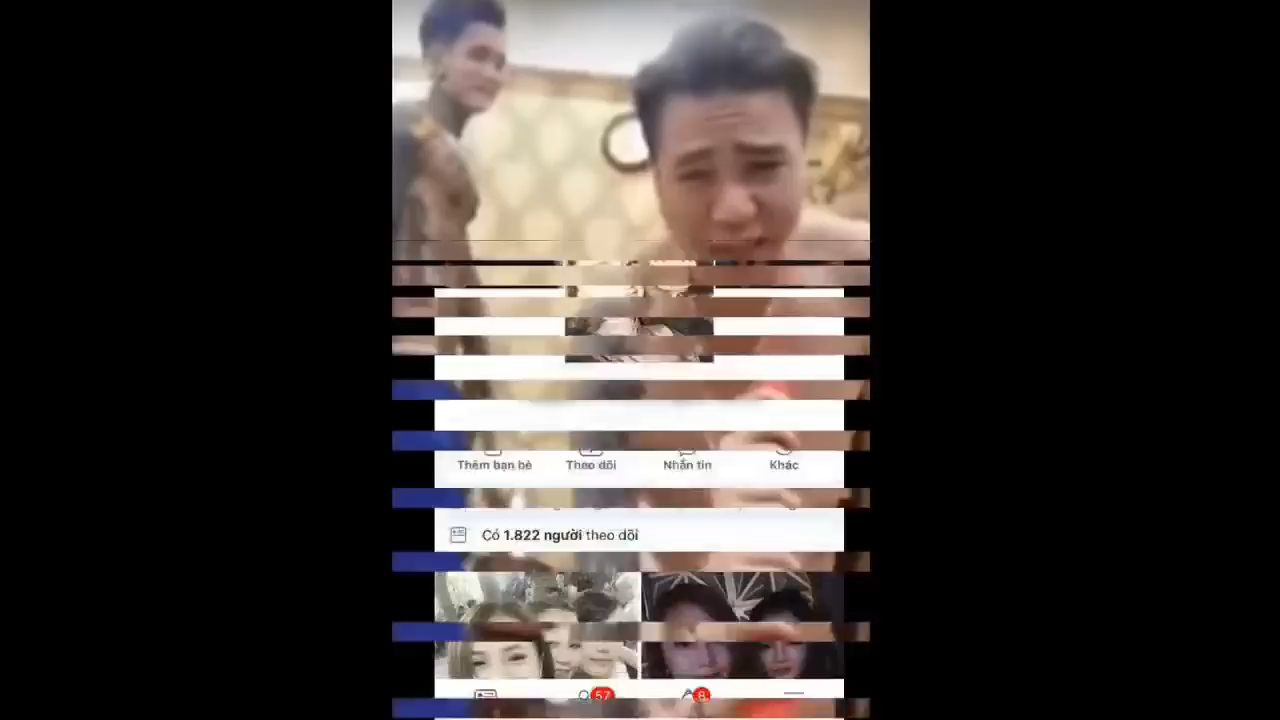 Thêm bạn bè Theo dõi Nhắn tin Khác
Có 1.822 người theo dõi
57 8